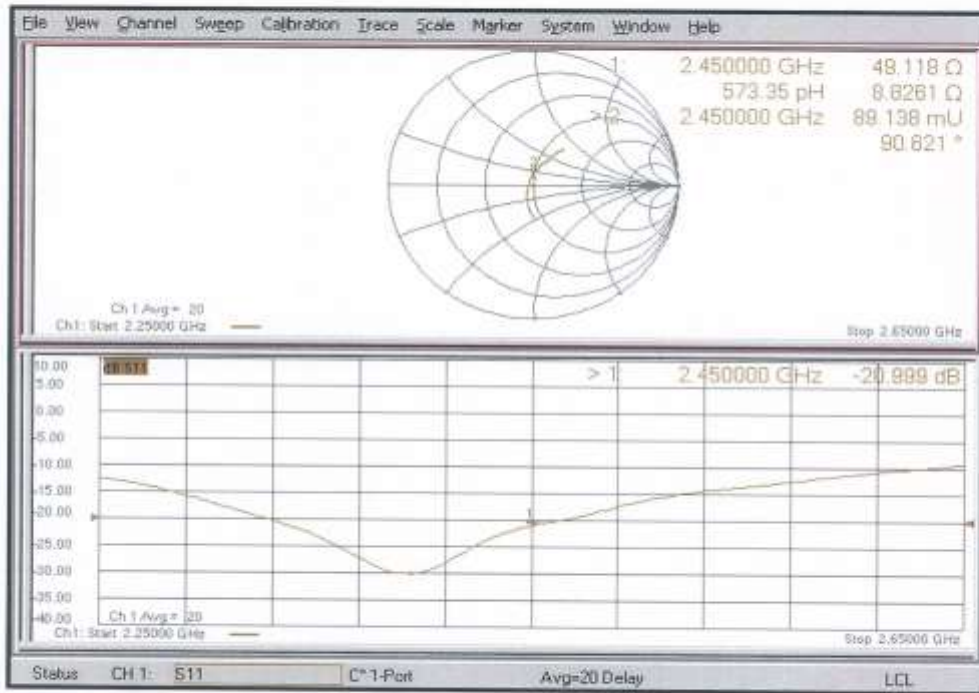 File View Channel Sweep Calibration Trace Scale Marker System Window Help
1: 2.450000 GHz 49.118 Ω
573.35 pH 8.8261 Ω
> 2: 2.450000 GHz 89.138 mU
90.821 °
Ch 1 Avg = 20
Ch1: Start 2.25000 GHz
Stop 2.65000 GHz
10.00
dB S11
> 1: 2.450000 GHz -20.999 dB
5.00
0.00
-5.00
-10.00
-15.00
-20.00
1
-25.00
-30.00
-35.00
-40.00
Ch 1 Avg = 20
Ch1: Start 2.25000 GHz
Stop 2.65000 GHz
Status CH 1: S11 C* 1-Port Avg=20 Delay LCL